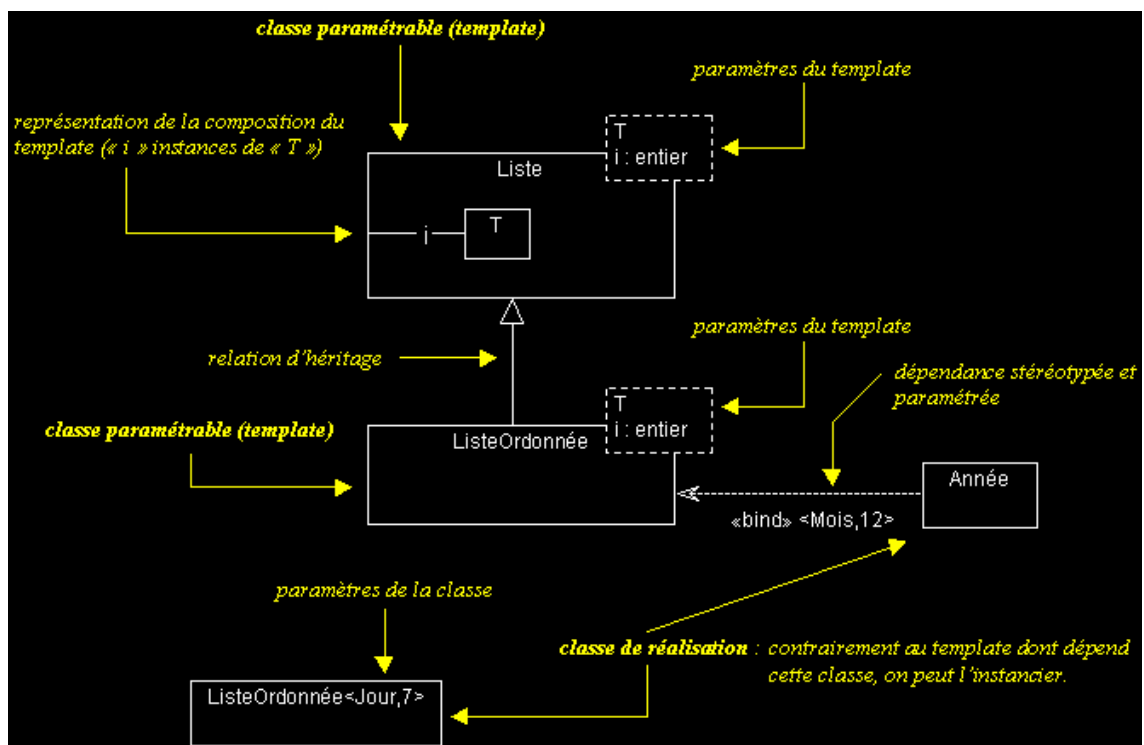 classe paramétrable (template)
paramètres du template
représentation de la composition du
template (« i » instances de « T »)
T
i : entier
Liste
i
T
paramètres du template
relation d'héritage
dépendance stéréotypée et
paramétrée
T
i : entier
classe paramétrable (template)
ListeOrdonnée
Année
«bind» <Mois,12>
paramètres de la classe
classe de réalisation : contrairement au template dont dépend
cette classe, on peut l'instancier.
ListeOrdonnée<Jour,7>